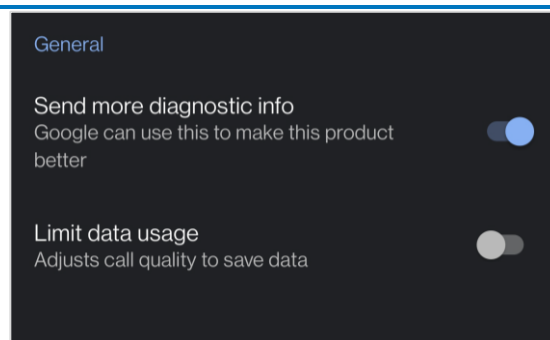 General
Send more diagnostic info
Google can use this to make this product
better
Limit data usage
Adjusts call quality to save data